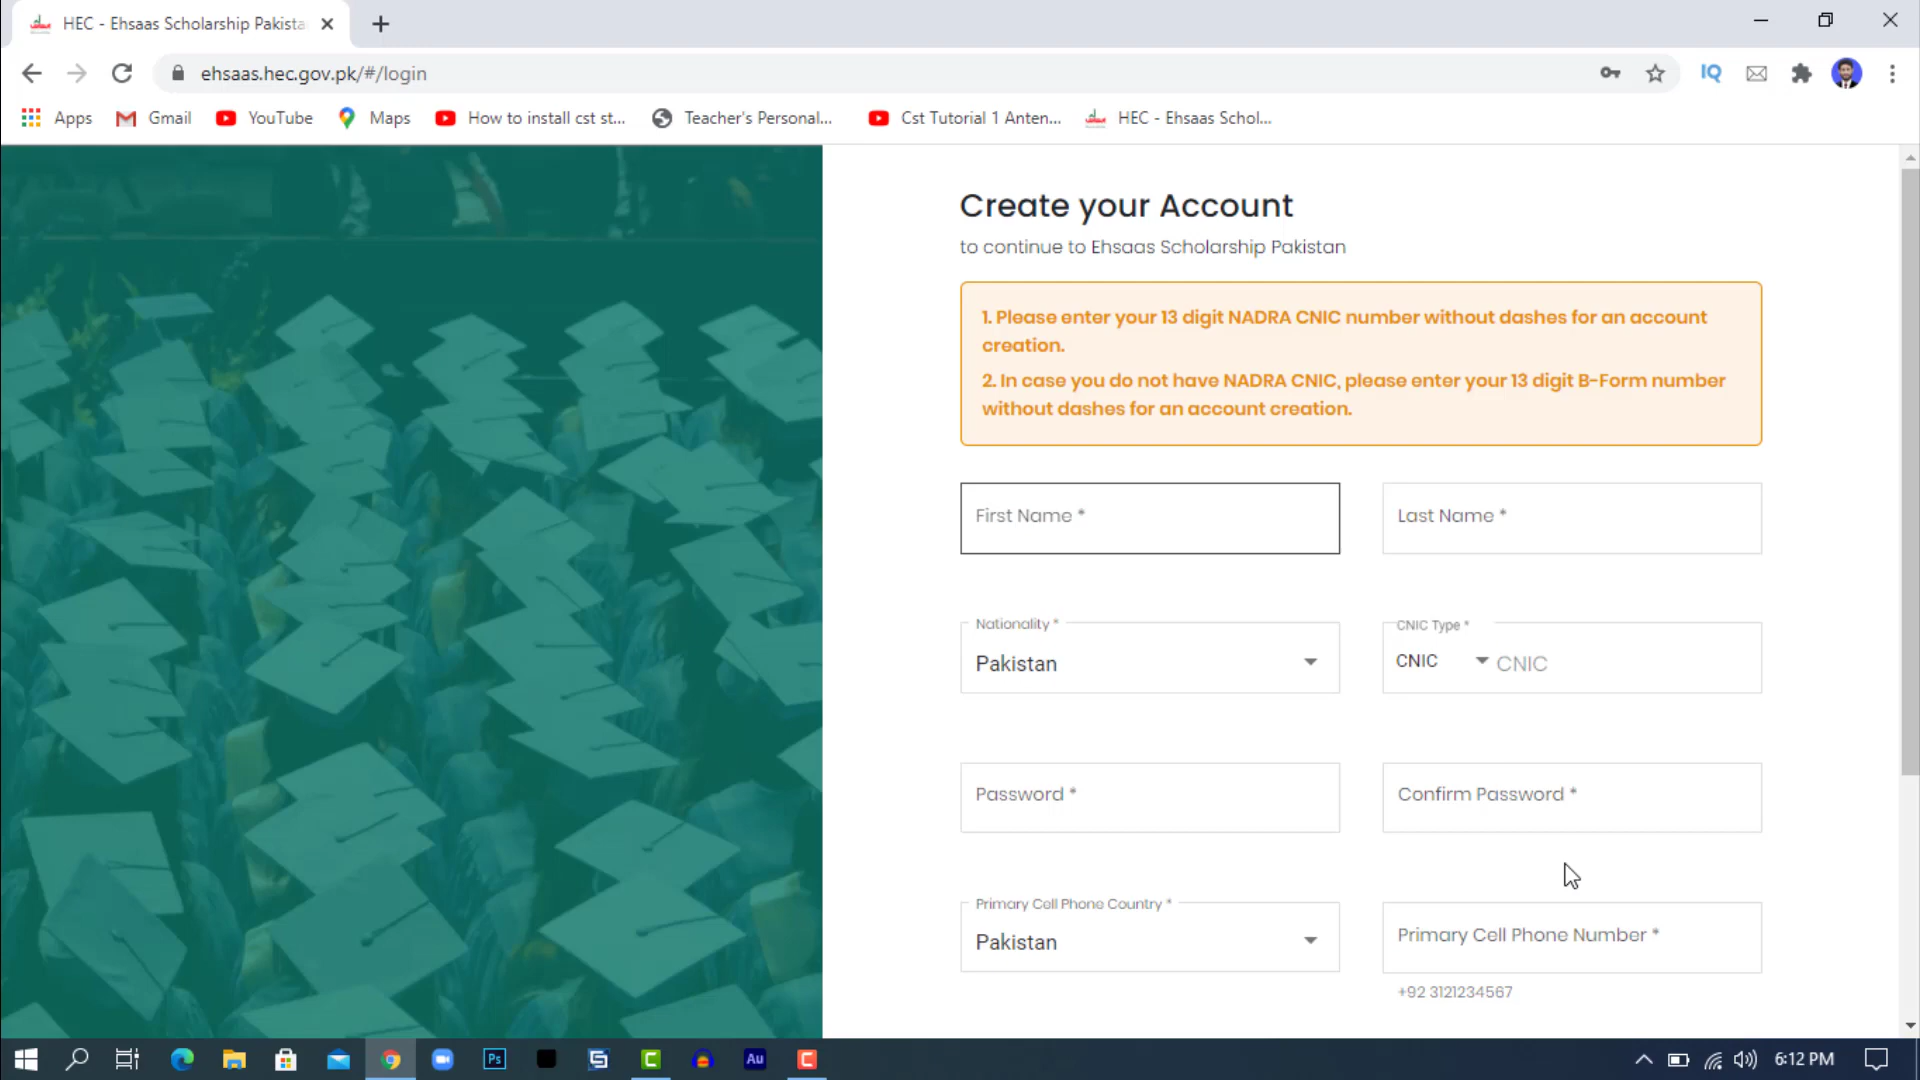 HEC - Ehsaas Scholarship Pakista
ehsaas.hec.gov.pk/#/login
IQ
Apps
Gmail
YouTube
Maps
How to install cst st...
Teacher's Personal...
Cst Tutorial 1 Anten...
HEC - Ehsaas Schol...
Create your Account
to continue to Ehsaas Scholarship Pakistan
1. Please enter your 13 digit NADRA CNIC number without dashes for an account
creation.
2. In case you do not have NADRA CNIC, please enter your 13 digit B-Form number
without dashes for an account creation.
First Name *
Last Name *
Nationality *
Pakistan
CNIC Type *
CNIC
CNIC
Password *
Confirm Password *
Primary Cell Phone Country *
Pakistan
Primary Cell Phone Number *
+92 3121234567
Ps
Au
6:12 PM